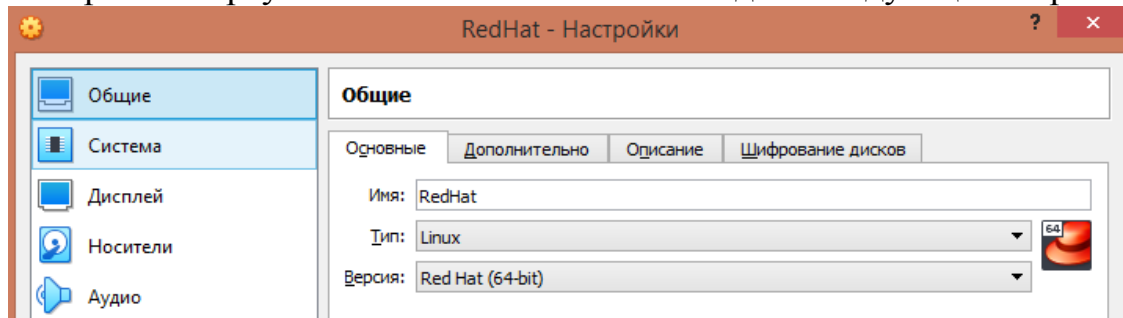 RedHat - Настройки
?
×
Общие
Система
Дисплей
Носители
Аудио
Общие
Основные Дополнительно Описание Шифрование дисков
Имя: RedHat
Тип: Linux
64
Версия: Red Hat (64-bit)